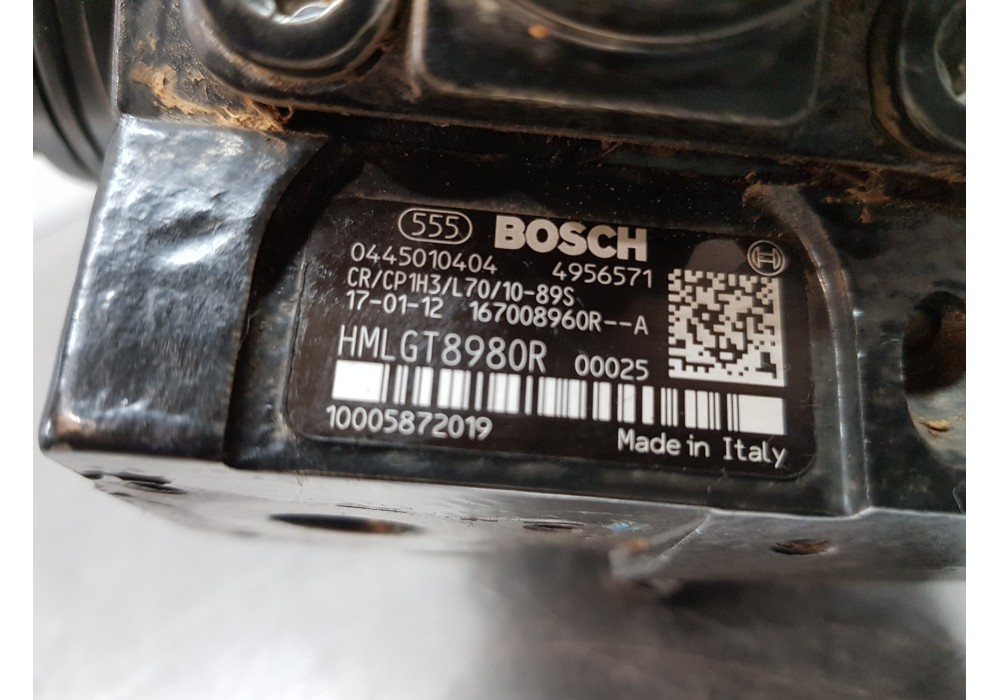 555 BOSCH
0445010404 4956571
CR/CP1H3/L70/10-89S
17-01-12 167008960R--A
HMLGT8980R 00025
10005872019
Made in Italy